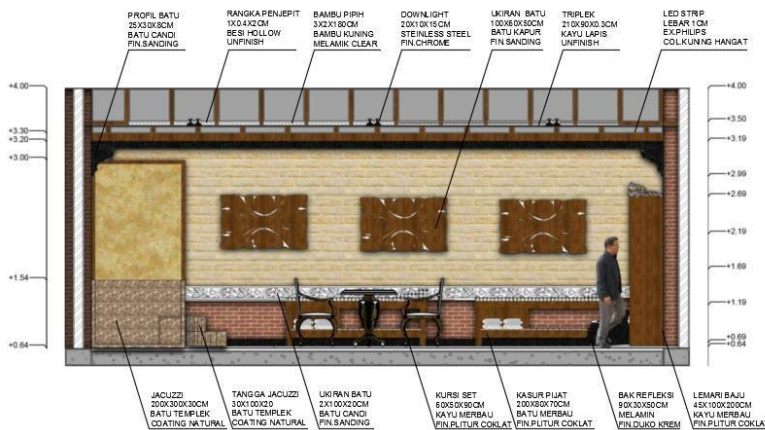 PROFIL BATU
25X30X8CM
BATU CANDI
FIN.SANDING
RANGKA PENJEPIT
1X0.4X2CM
BESI HOLLOW
UNFINISH
BAMBU PIPIH
3X2X180CM
BAMBU KUNING
MELAMIK CLEAR
DOWNLIGHT
20X10X15CM
STEINLESS STEEL
FIN.CHROME
UKIRAN BATU
100X60X50CM
BATU KAPUR
FIN SANDING
TRIPLEK
210X90X0.3CM
KAYU LAPIS
UNFINISH
LED STRIP
LEBAR 1CM
EX.PHILIPS
COL.KUNING HANGAT
+4.00
+3.30
+3.20
+3.00
+1.54
+0.64
+4.00
+3.50
+3.19
+2.99
+2.69
+2.19
+1.69
+1.19
+0.69
+0.64
JACUZZI
200X300X30CM
BATU TEMPLEK
COATING NATURAL
TANGGA JACUZZI
30X100X20
BATU TEMPLEK
COATING NATURAL
UKIRAN BATU
2X100X20CM
BATU CANDI
FIN.SANDING
KURSI SET
50X50X90CM
KAYU MERBAU
FIN.PLITUR COKLAT
KASUR PIJAT
200X80X70CM
BATU MERBAU
FIN.PLITUR COKLAT
BAK REFLEKSI
90X30X50CM
MELAMIN
FIN.DUKO KREM
LEMARI BAJU
45X100X200CM
KAYU MERBAU
FIN.PLITUR COKLA